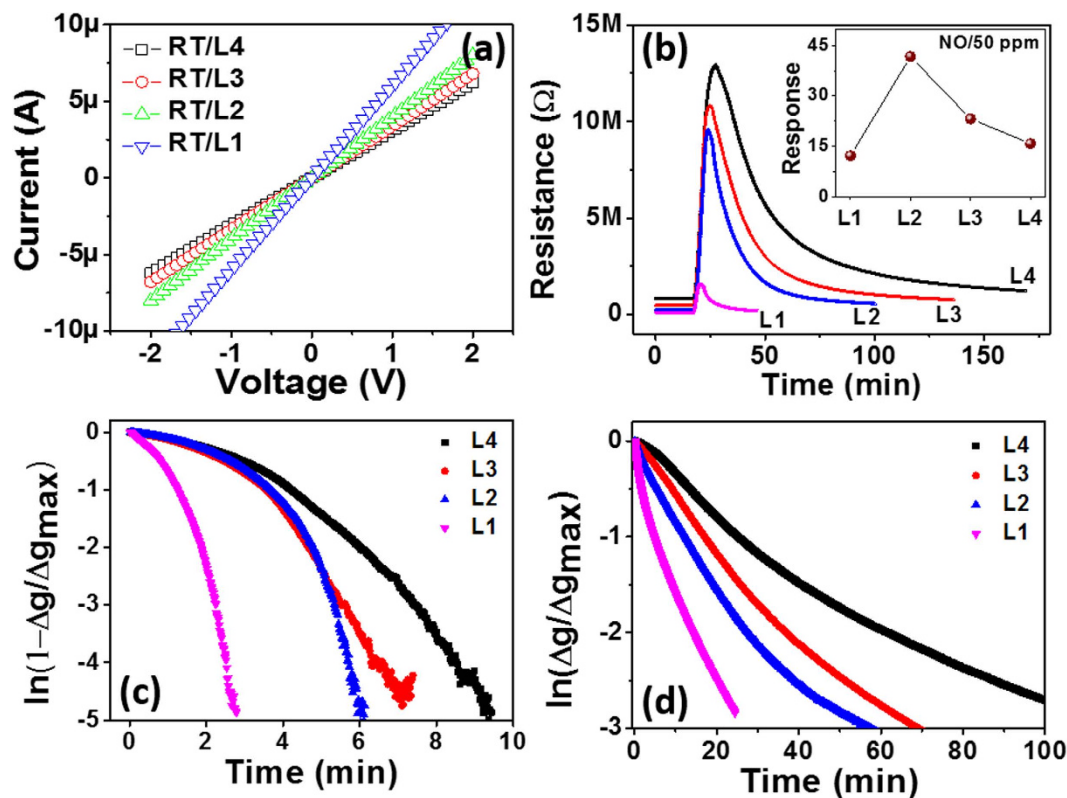 (a)
10μ
5μ
0
-5μ
-10μ
Current (A)
RT/L4
RT/L3
RT/L2
RT/L1
-2 -1 0 1 2
Voltage (V)
(b)
15M
10M
5M
0
Resistance (Ω)
NO/50 ppm
45
30
15
0
Response
L1 L2 L3 L4
L4
L3
L2
L1
0 50 100 150
Time (min)
(c)
0
-1
-2
-3
-4
-5
ln(1−Δg/Δgmax)
L4
L3
L2
L1
0 2 4 6 8 10
Time (min)
(d)
0
-1
-2
-3
ln(Δg/Δgmax)
L4
L3
L2
L1
0 20 40 60 80 100
Time (min)